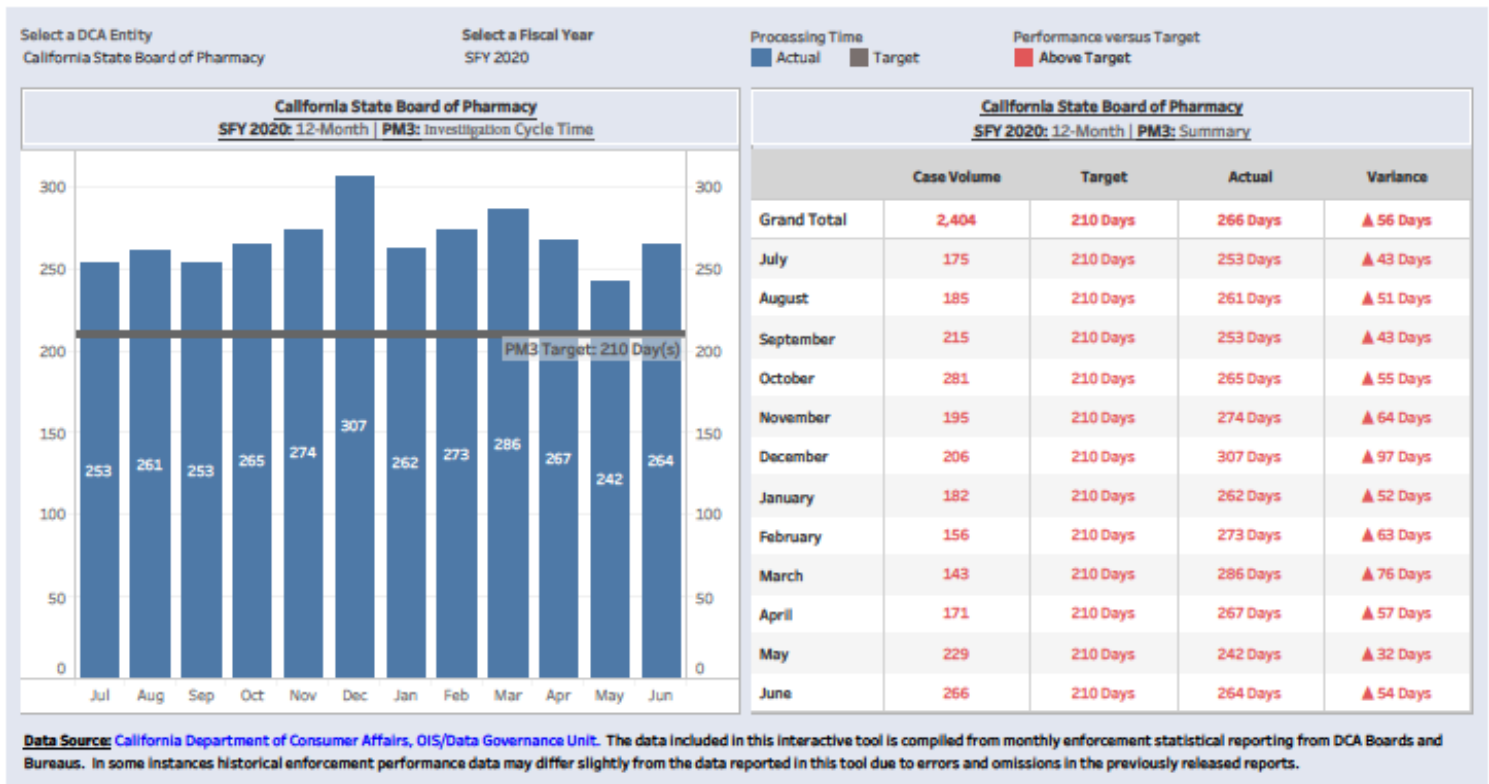 Select a DCA Entity
California State Board of Pharmacy
Select a Fiscal Year
SFY 2020
Processing Time
Actual
Target
Performance versus Target
Above Target
California State Board of Pharmacy
SFY 2020: 12-Month | PM3: Investiigation Cycle Time
300
250
200
150
100
50
0
PM3 Target: 210 Day(s)
253
261
253
265
274
307
262
273
286
267
242
264
300
250
200
150
100
50
0
Jul Aug Sep Oct Nov Dec Jan Feb Mar Apr May Jun
California State Board of Pharmacy
SFY 2020: 12-Month | PM3: Summary
Case Volume Target Actual Variance
Grand Total 2,404 210 Days 266 Days ▲ 56 Days
July 175 210 Days 253 Days ▲ 43 Days
August 185 210 Days 261 Days ▲ 51 Days
September 215 210 Days 253 Days ▲ 43 Days
October 281 210 Days 265 Days ▲ 55 Days
November 195 210 Days 274 Days ▲ 64 Days
December 206 210 Days 307 Days ▲ 97 Days
January 182 210 Days 262 Days ▲ 52 Days
February 156 210 Days 273 Days ▲ 63 Days
March 143 210 Days 286 Days ▲ 76 Days
April 171 210 Days 267 Days ▲ 57 Days
May 229 210 Days 242 Days ▲ 32 Days
June 266 210 Days 264 Days ▲ 54 Days
Data Source: California Department of Consumer Affairs, OIS/Data Governance Unit. The data included in this interactive tool is compiled from monthly enforcement statistical reporting from DCA Boards and
Bureaus. In some instances historical enforcement performance data may differ slightly from the data reported in this tool due to errors and omissions in the previously released reports.